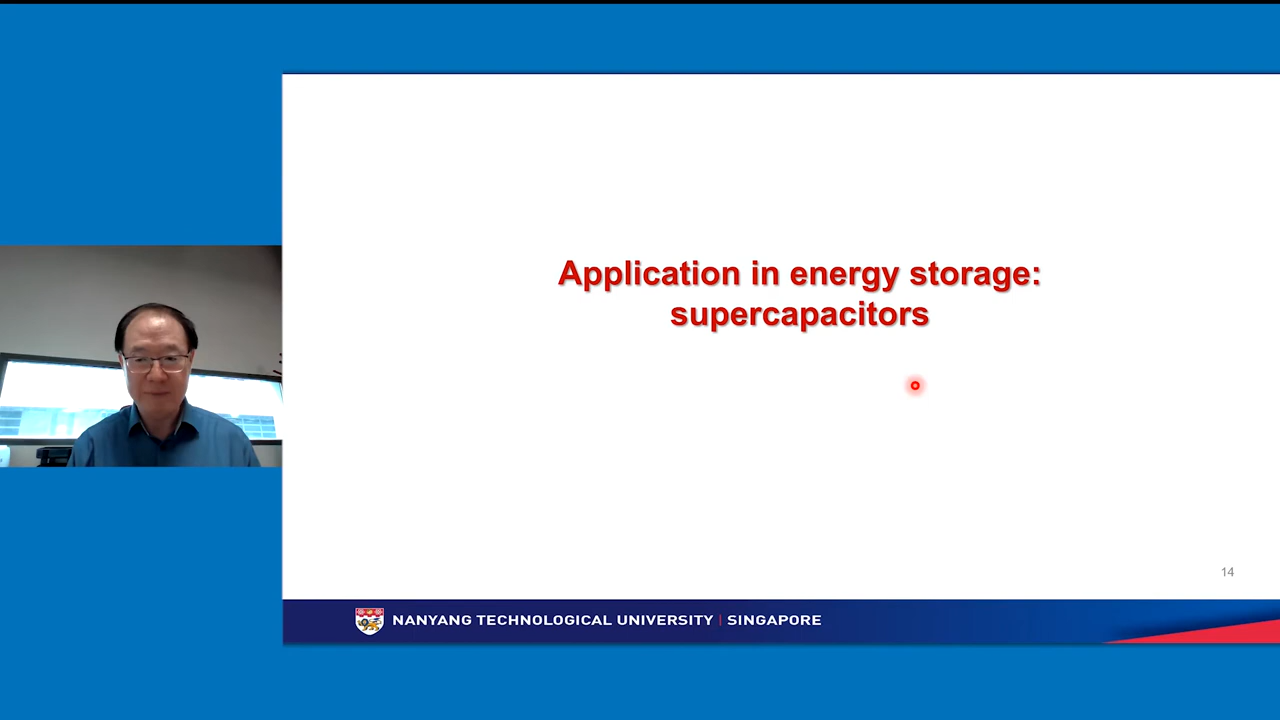 Application in energy storage:
supercapacitors
14
NANYANG TECHNOLOGICAL UNIVERSITY | SINGAPORE